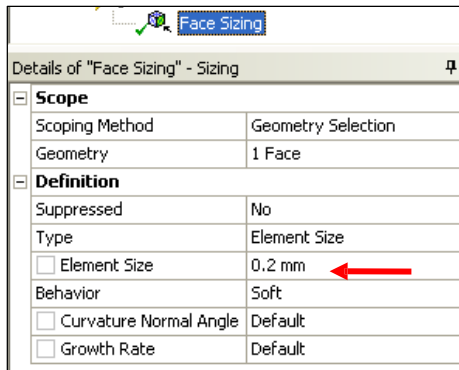 Face Sizing
Details of "Face Sizing" - Sizing
Scope
Scoping Method Geometry Selection
Geometry 1 Face
Definition
Suppressed No
Type Element Size
Element Size 0.2 mm
Behavior Soft
Curvature Normal Angle Default
Growth Rate Default